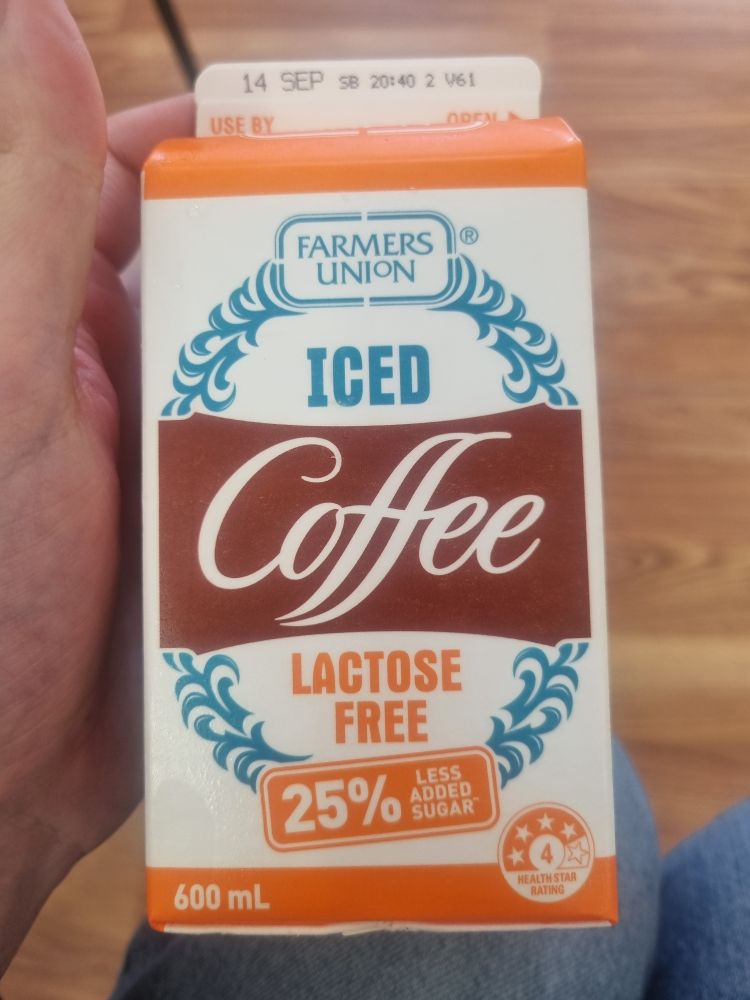 14 SEP SB 20:40 2 V61
USE BY OPEN
FARMERS
UNION ®
ICED
Coffee
LACTOSE
FREE
25% LESS
ADDED
SUGAR
4
HEALTH STAR
RATING
600 mL